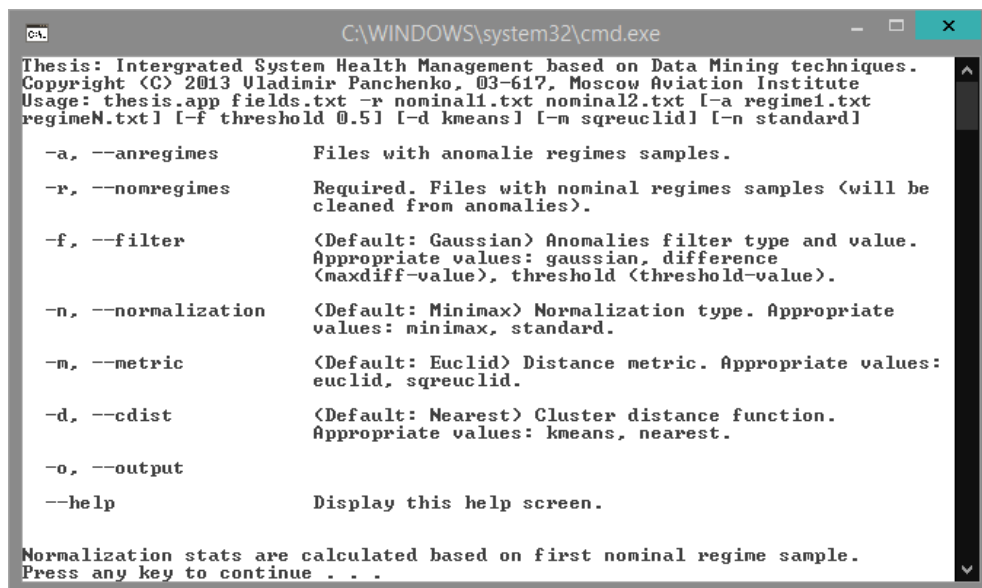 C:\WINDOWS\system32\cmd.exe
Thesis: Intergrated System Health Management based on Data Mining techniques.
Copyright (C) 2013 Vladimir Panchenko, 03-617, Moscow Aviation Institute
Usage: thesis.app fields.txt -r nominal1.txt nominal2.txt [-a regime1.txt
regimeN.txt] [-f threshold 0.5] [-d kmeans] [-m sqreuclid] [-n standard]
-a, --anregimes Files with anomalie regimes samples.
-r, --nomregimes Required. Files with nominal regimes samples (will be
cleaned from anomalies).
-f, --filter (Default: Gaussian) Anomalies filter type and value.
Appropriate values: gaussian, difference
(maxdiff-value), threshold (threshold-value).
-n, --normalization (Default: Minimax) Normalization type. Appropriate
values: minimax, standard.
-m, --metric (Default: Euclid) Distance metric. Appropriate values:
euclid, sqreuclid.
-d, --cdist (Default: Nearest) Cluster distance function.
Appropriate values: kmeans, nearest.
-o, --output
--help Display this help screen.
Normalization stats are calculated based on first nominal regime sample.
Press any key to continue . . .